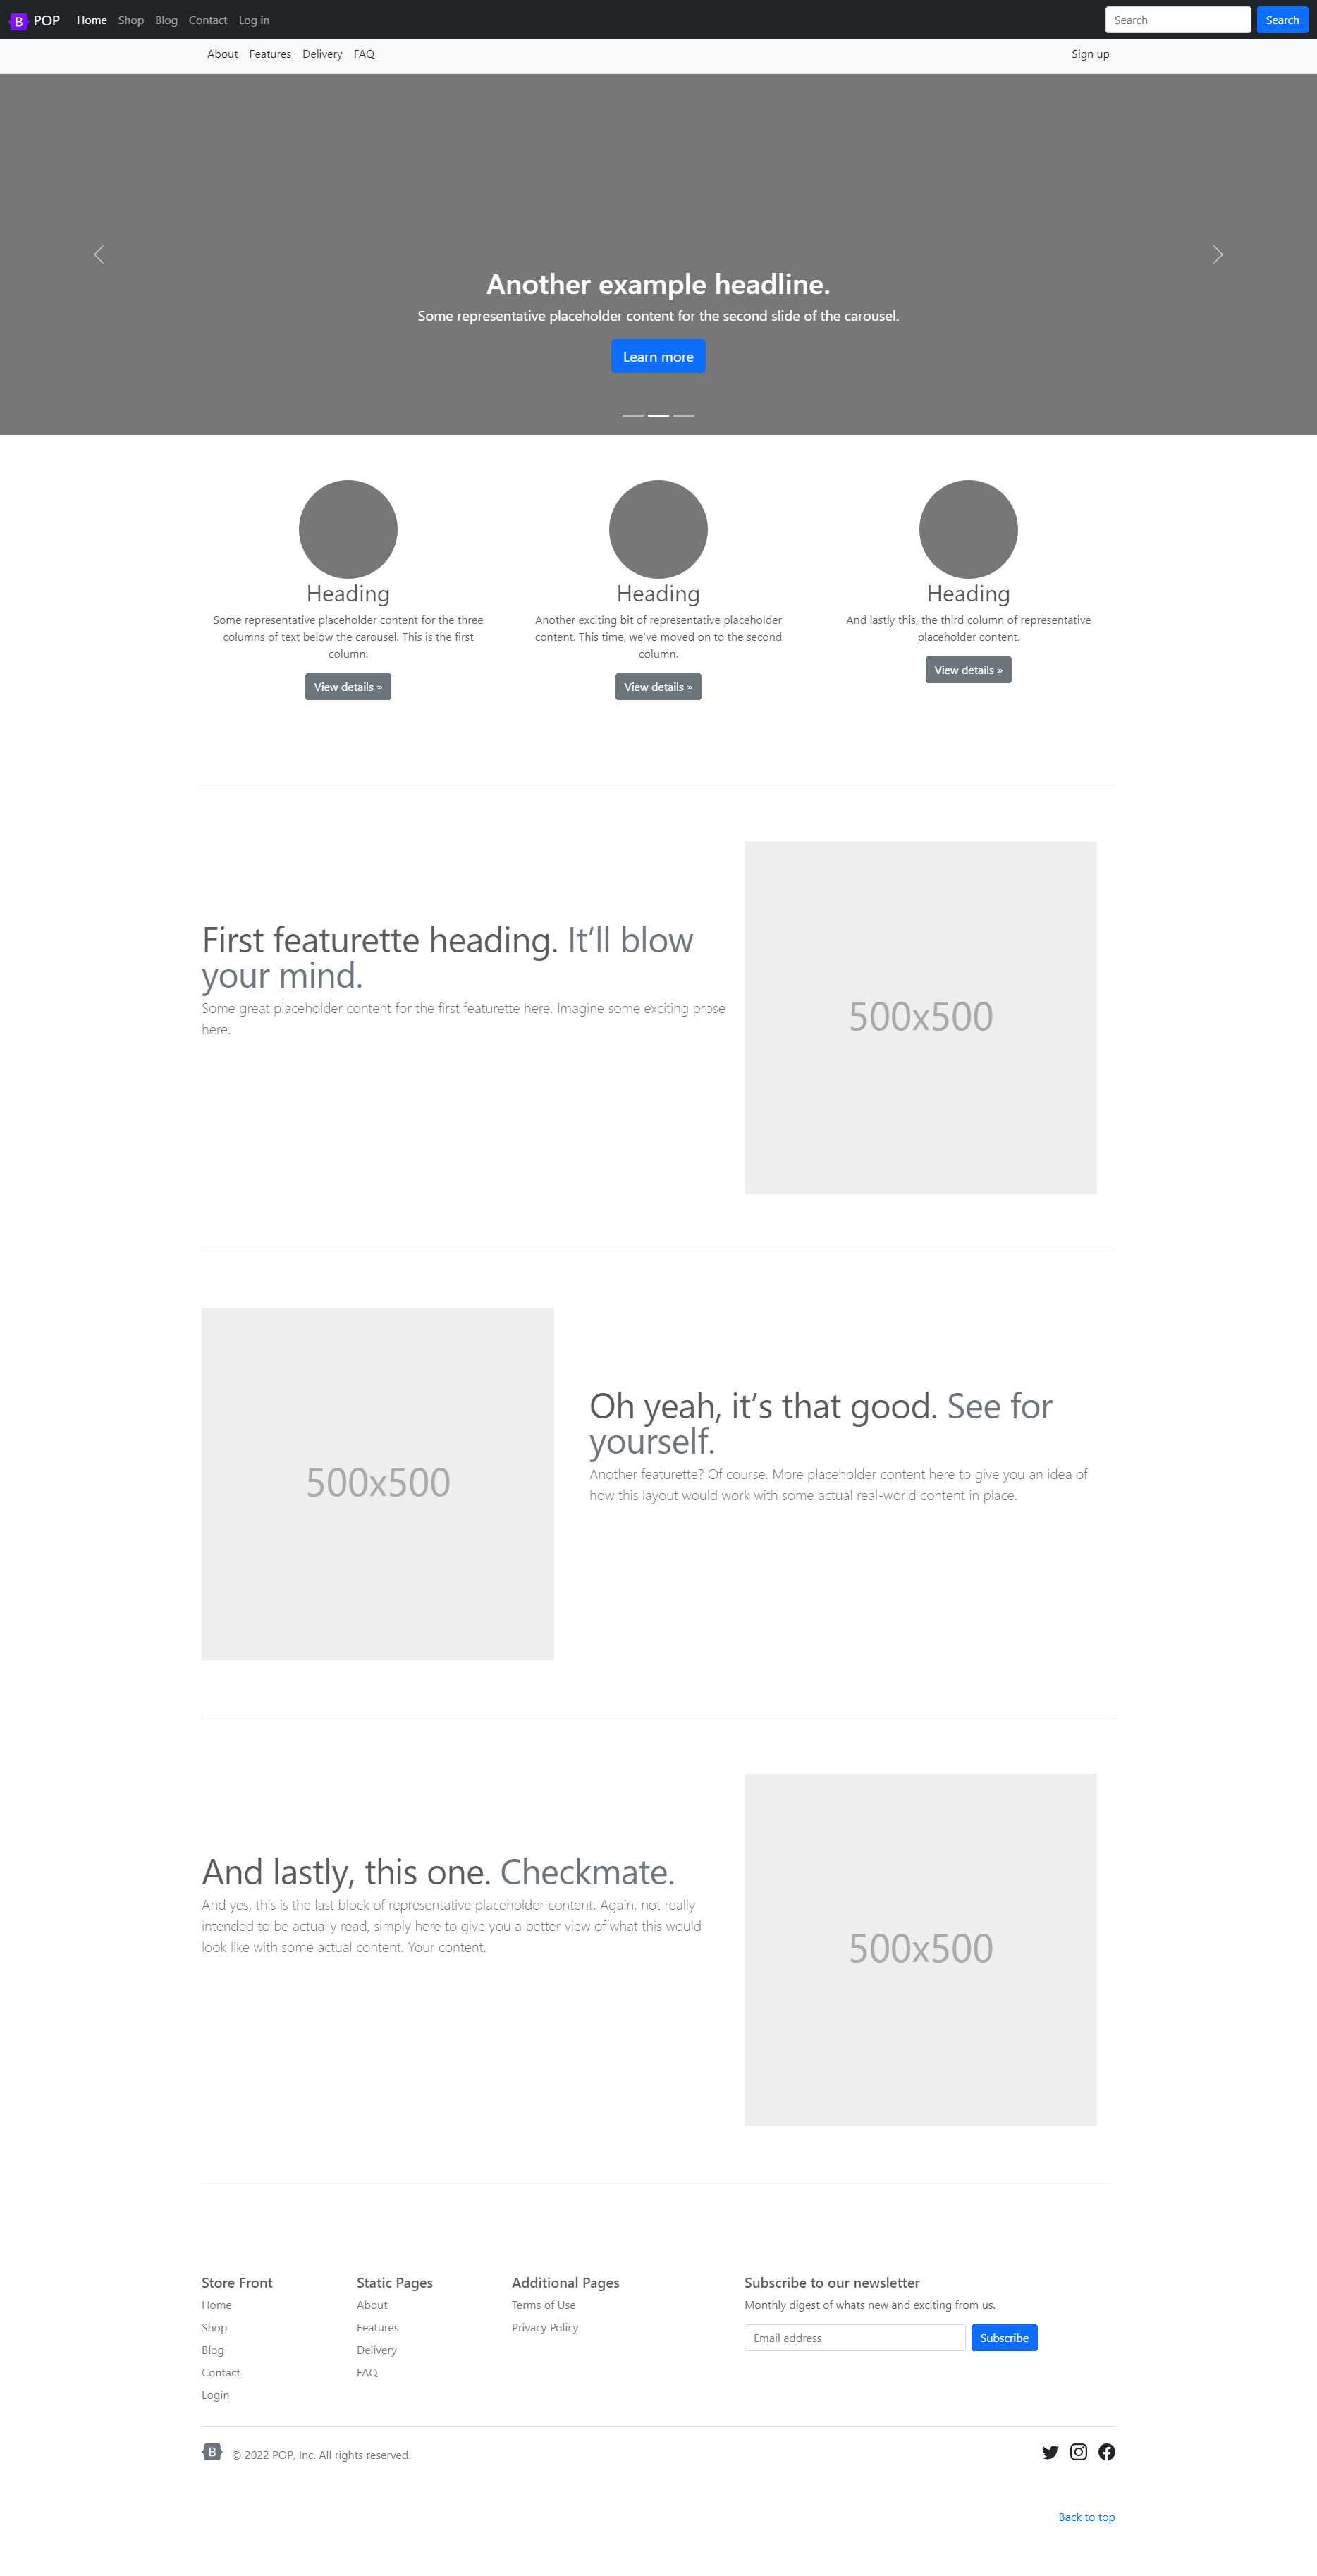 B POP Home Shop Blog Contact Log in Search Search
About Features Delivery FAQ Sign up
Another example headline.
Some representative placeholder content for the second slide of the carousel.
Learn more
Heading
Some representative placeholder content for the three
columns of text below the carousel. This is the first
column.
View details »
Heading
Another exciting bit of representative placeholder
content. This time, we've moved on to the second
column.
View details »
Heading
And lastly this, the third column of representative
placeholder content.
View details »
First featurette heading. It’ll blow
your mind.
Some great placeholder content for the first featurette here. Imagine some exciting prose
here.
500x500
500x500
Oh yeah, it’s that good. See for
yourself.
Another featurette? Of course. More placeholder content here to give you an idea of
how this layout would work with some actual real-world content in place.
And lastly, this one. Checkmate.
And yes, this is the last block of representative placeholder content. Again, not really
intended to be actually read, simply here to give you a better view of what this would
look like with some actual content. Your content.
500x500
Store Front
Home
Shop
Blog
Contact
Login
Static Pages
About
Features
Delivery
FAQ
Additional Pages
Terms of Use
Privacy Policy
Subscribe to our newsletter
Monthly digest of whats new and exciting from us.
Email address Subscribe
B © 2022 POP, Inc. All rights reserved.
Back to top